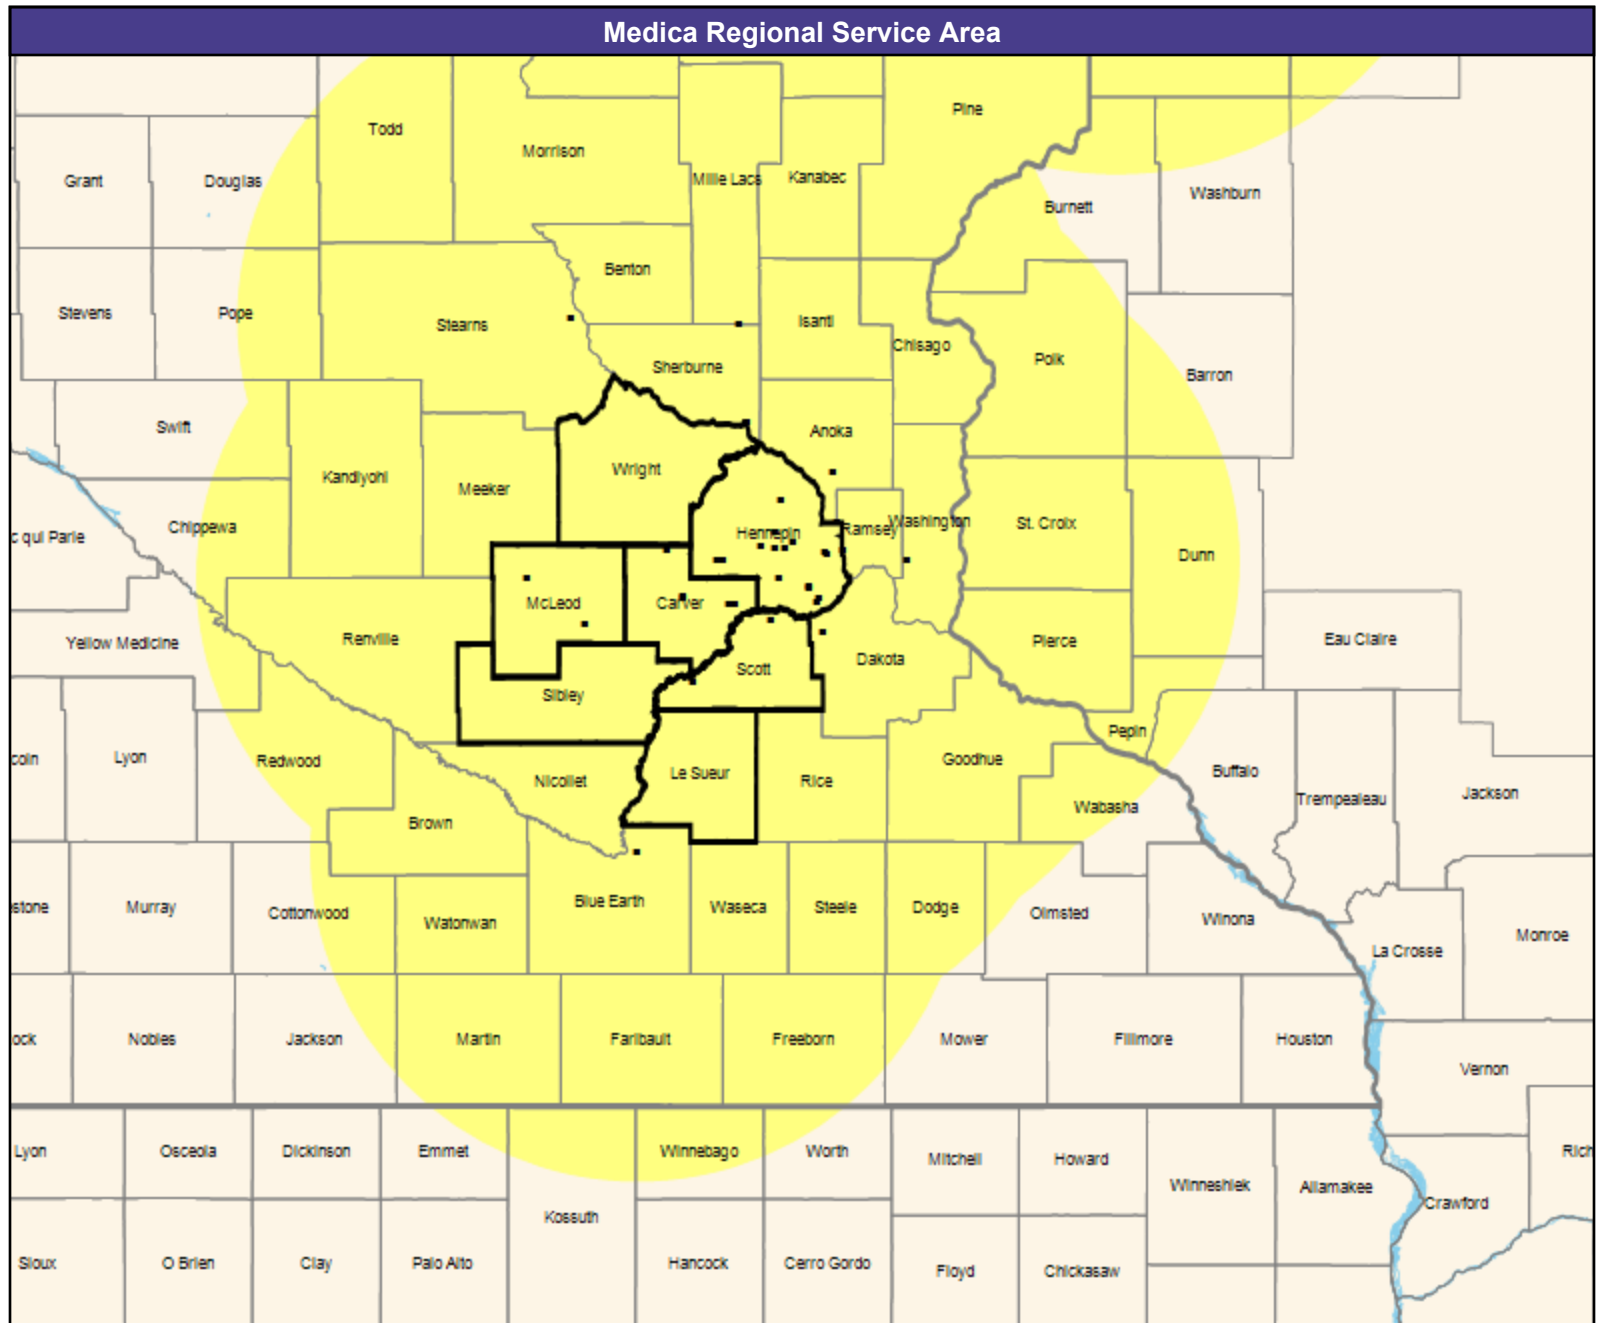 Medica Regional Service Area
Pine
Todd
Morrison
Grant
Douglas
Mille Lacs
Kanabec
Burnett
Washburn
Benton
Stevens
Pope
Stearns
Isanti
Chisago
Sherburne
Polk
Barron
Swift
Anoka
Wright
Kandiyohi
Meeker
Chippewa
Hennepin
Ramsey
Washington
St. Croix
c qui Parle
Dunn
McLeod
Carver
Yellow Medicine
Renville
Scott
Dakota
Pierce
Eau Claire
Sibley
coln
Lyon
Redwood
Nicollet
Le Sueur
Rice
Goodhue
Pepin
Buffalo
Trempealeau
Jackson
Brown
Wabasha
stone
Murray
Cottonwood
Watonwan
Blue Earth
Waseca
Steele
Dodge
Olmsted
Winona
La Crosse
Monroe
ock
Nobles
Jackson
Martin
Faribault
Freeborn
Mower
Fillmore
Houston
Vernon
Lyon
Osceola
Dickinson
Emmet
Winnebago
Worth
Mitchell
Howard
Winneshiek
Allamakee
Crawford
Rich
Kossuth
Sioux
O Brien
Clay
Palo Alto
Hancock
Cerro Gordo
Floyd
Chickasaw